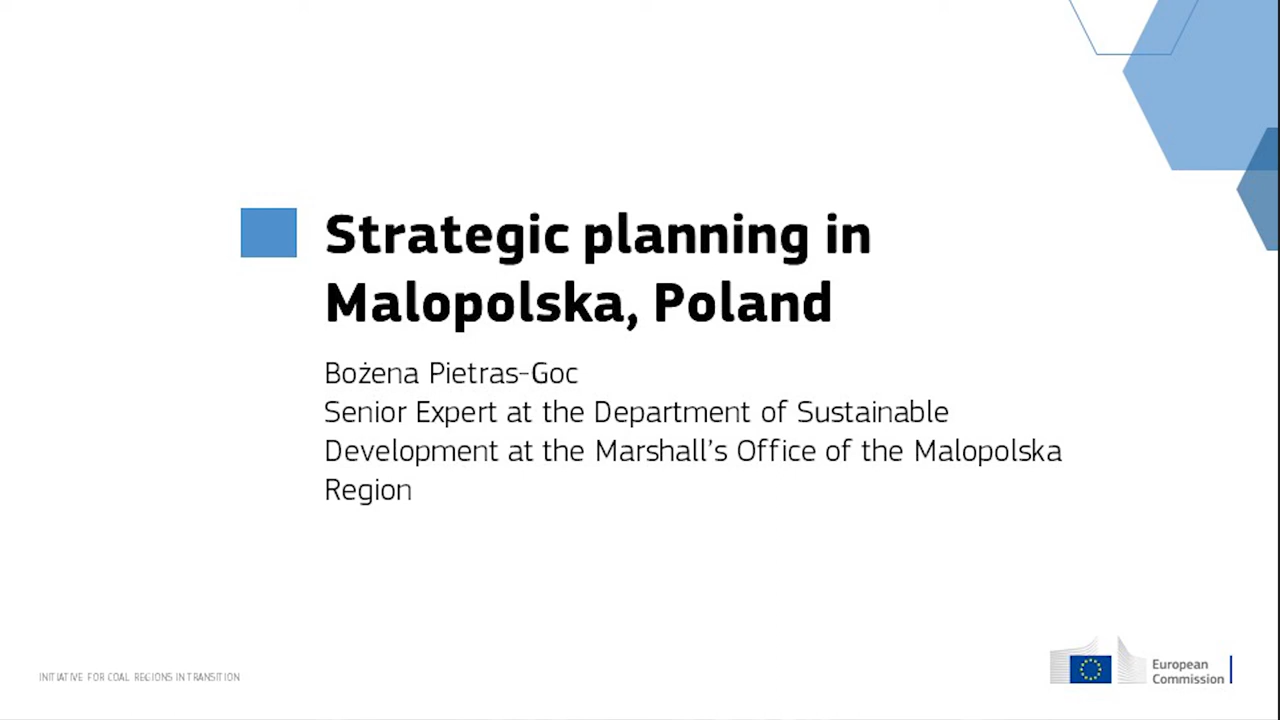 Strategic planning in
Malopolska, Poland
Bożena Pietras-Goc
Senior Expert at the Department of Sustainable
Development at the Marshall's Office of the Malopolska
Region
INITIATIVE FOR COAL REGIONS IN TRANSITION
European
Commission